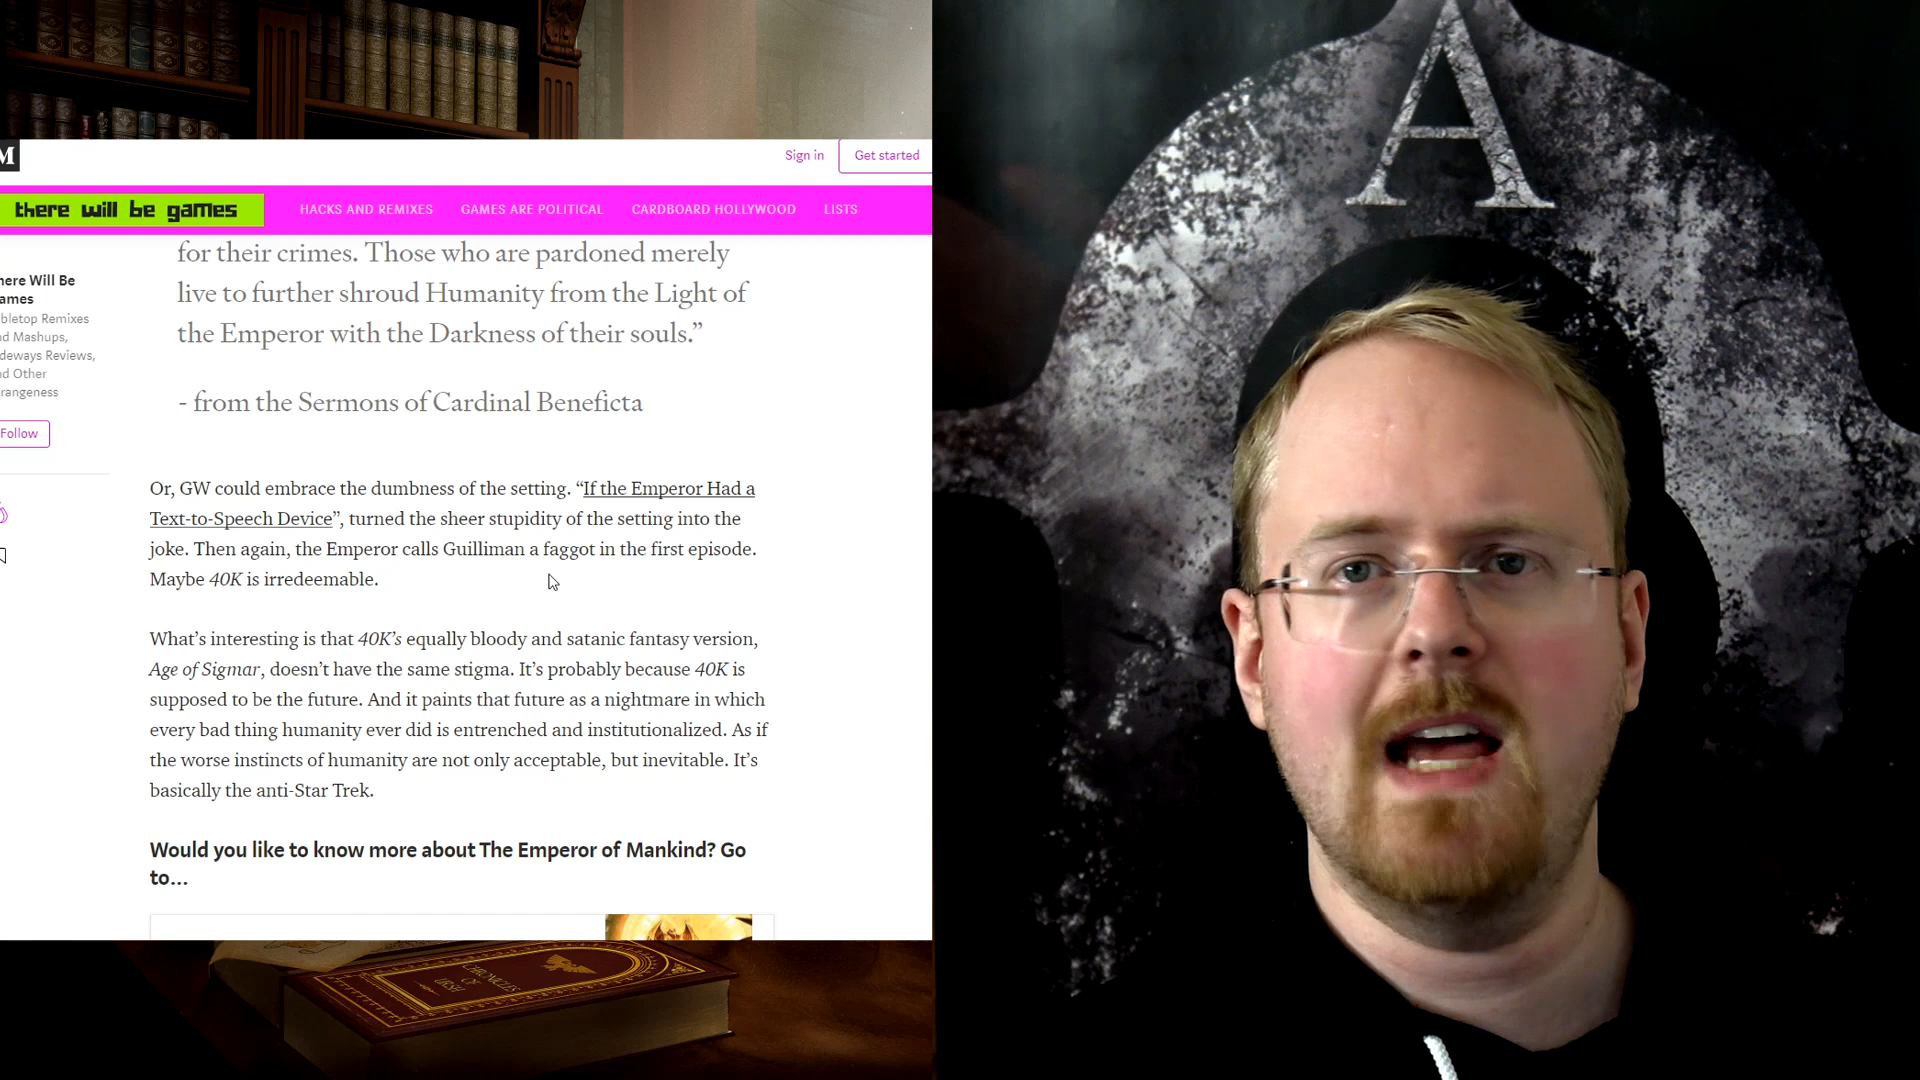 M
Sign in
Get started
there will be games
HACKS AND REMIXES
GAMES ARE POLITICAL
CARDBOARD HOLLYWOOD
LISTS
for their crimes. Those who are pardoned merely
live to further shroud Humanity from the Light of
the Emperor with the Darkness of their souls.”
- from the Sermons of Cardinal Beneficta
here Will Be
ames
bletop Remixes
nd Mashups,
deways Reviews,
nd Other
rangeness
Follow
Or, GW could embrace the dumbness of the setting. “If the Emperor Had a
Text-to-Speech Device”, turned the sheer stupidity of the setting into the
joke. Then again, the Emperor calls Guilliman a faggot in the first episode.
Maybe 40K is irredeemable.
What’s interesting is that 40K’s equally bloody and satanic fantasy version,
Age of Sigmar, doesn’t have the same stigma. It’s probably because 40K is
supposed to be the future. And it paints that future as a nightmare in which
every bad thing humanity ever did is entrenched and institutionalized. As if
the worse instincts of humanity are not only acceptable, but inevitable. It’s
basically the anti-Star Trek.
Would you like to know more about The Emperor of Mankind? Go
to...
CHRONICLES
OF
URSH
A